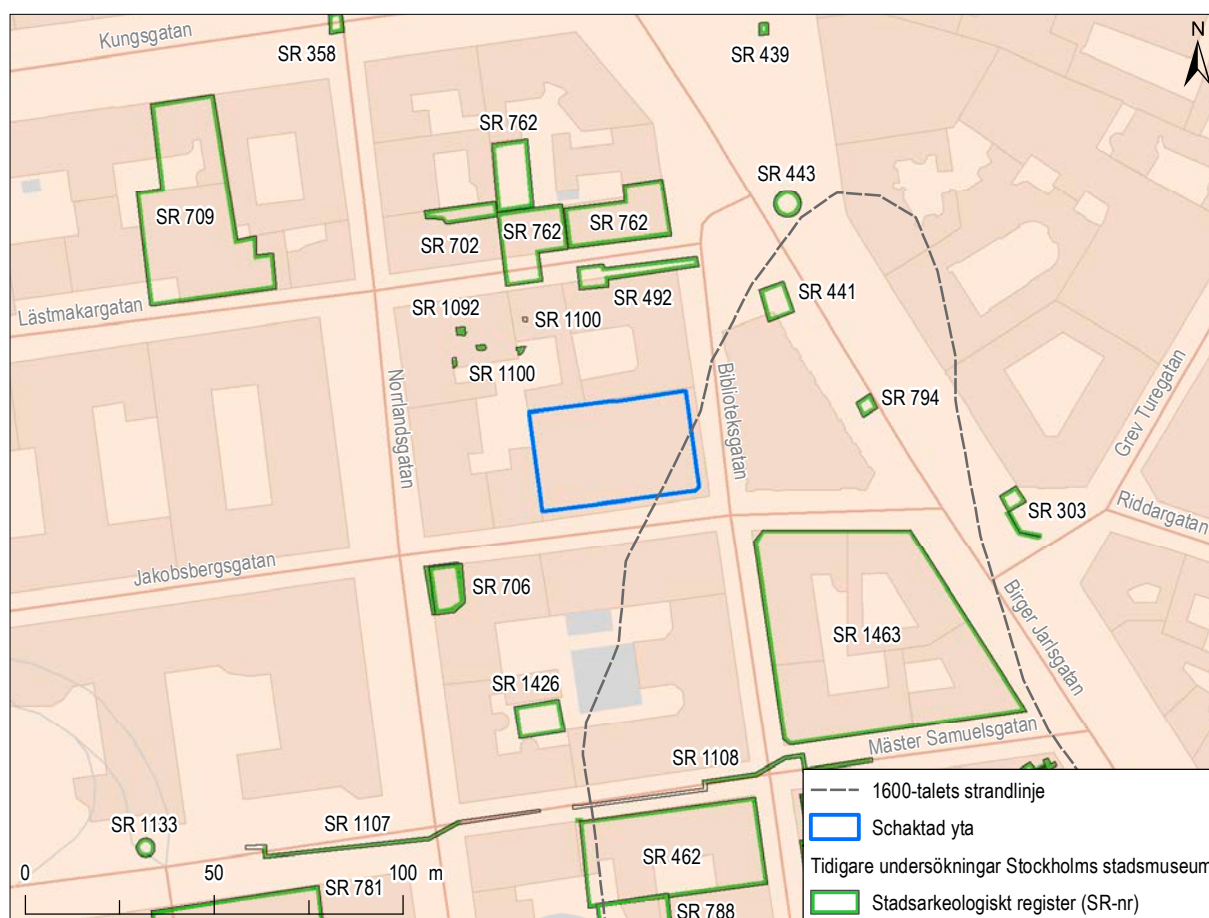 Kungsgatan
SR 358
SR 439
N
SR 762
SR 443
SR 709
SR 702
SR 762
SR 762
SR 492
SR 441
Lästmakargatan
SR 1092
SR 1100
SR 1100
Norrlandsgatan
Biblioteksgatan
SR 794
Grev Turegatan
SR 303
Riddargatan
Jakobsbergsgatan
SR 706
SR 1463
Birger Jarlsgatan
SR 1426
Mäster Samuelsgatan
SR 1108
SR 1133
SR 1107
SR 462
SR 781
SR 788
0 50 100 m
1600-talets strandlinje
Schaktad yta
Tidigare undersökningar Stockholms stadsmuseum
Stadsarkeologiskt register (SR-nr)